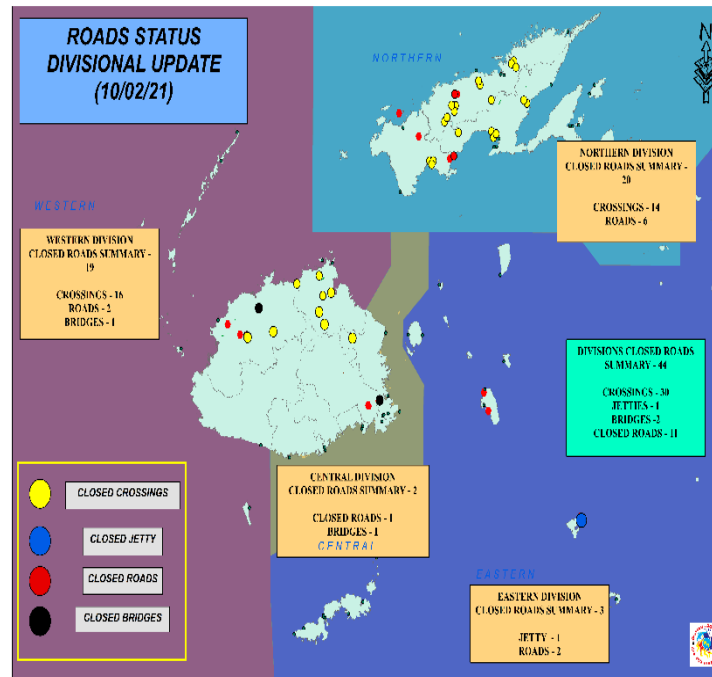 ROADS STATUS
DIVISIONAL UPDATE
(10/02/21)
NORTHERN
N
NORTHERN DIVISION
CLOSED ROADS SUMMARY -
20
CROSSINGS - 14
ROADS - 6
WESTERN
WESTERN DIVISION
CLOSED ROADS SUMMARY -
19
CROSSINGS - 16
ROADS - 2
BRIDGES - 1
DIVISIONS CLOSED ROADS
SUMMARY - 44
CROSSINGS - 30
JETTIES - 1
BRIDGES - 2
CLOSED ROADS - 11
CENTRAL DIVISION
CLOSED ROADS SUMMARY - 2
CLOSED ROADS - 1
BRIDGES - 1
CENTRAL
EASTERN
EASTERN DIVISION
CLOSED ROADS SUMMARY - 3
JETTY - 1
ROADS - 2
CLOSED CROSSINGS
CLOSED JETTY
CLOSED ROADS
CLOSED BRIDGES